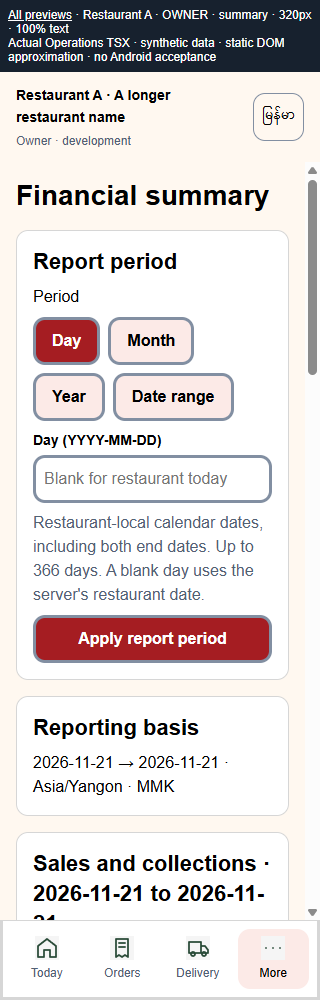 All previews · Restaurant A · OWNER · summary · 320px
· 100% text
Actual Operations TSX · synthetic data · static DOM
approximation · no Android acceptance
Restaurant A · A longer
restaurant name
Owner · development
မြန်မာ
Financial summary
Report period
Period
Day
Month
Year
Date range
Day (YYYY-MM-DD)
Blank for restaurant today
Restaurant-local calendar dates,
including both end dates. Up to
366 days. A blank day uses the
server's restaurant date.
Apply report period
Reporting basis
2026-11-21 → 2026-11-21 ·
Asia/Yangon · MMK
Sales and collections ·
2026-11-21 to 2026-11-
21
Today
Orders
Delivery
More